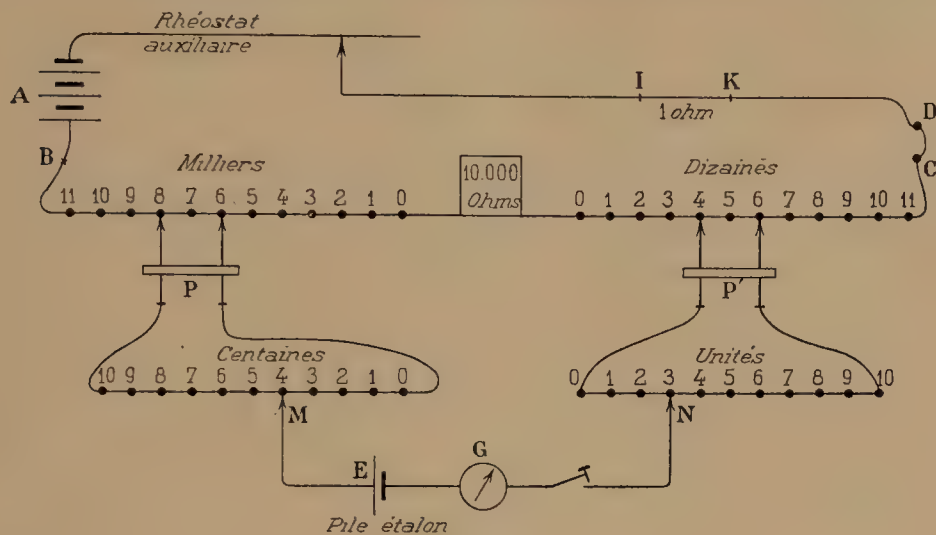 Rhéostat
auxiliaire
A
I K
1 ohm
D
B
C
Milliers
10.000
Ohms
Dizainés
11 10 9 8 7 6 5 4 3 2 1 0
0 1 2 3 4 5 6 7 8 9 10 11
P
P′
Centaines
Unités
10 9 8 7 6 5 4 3 2 1 0
0 1 2 3 4 5 6 7 8 9 10
M
N
E
G
Pile étalon